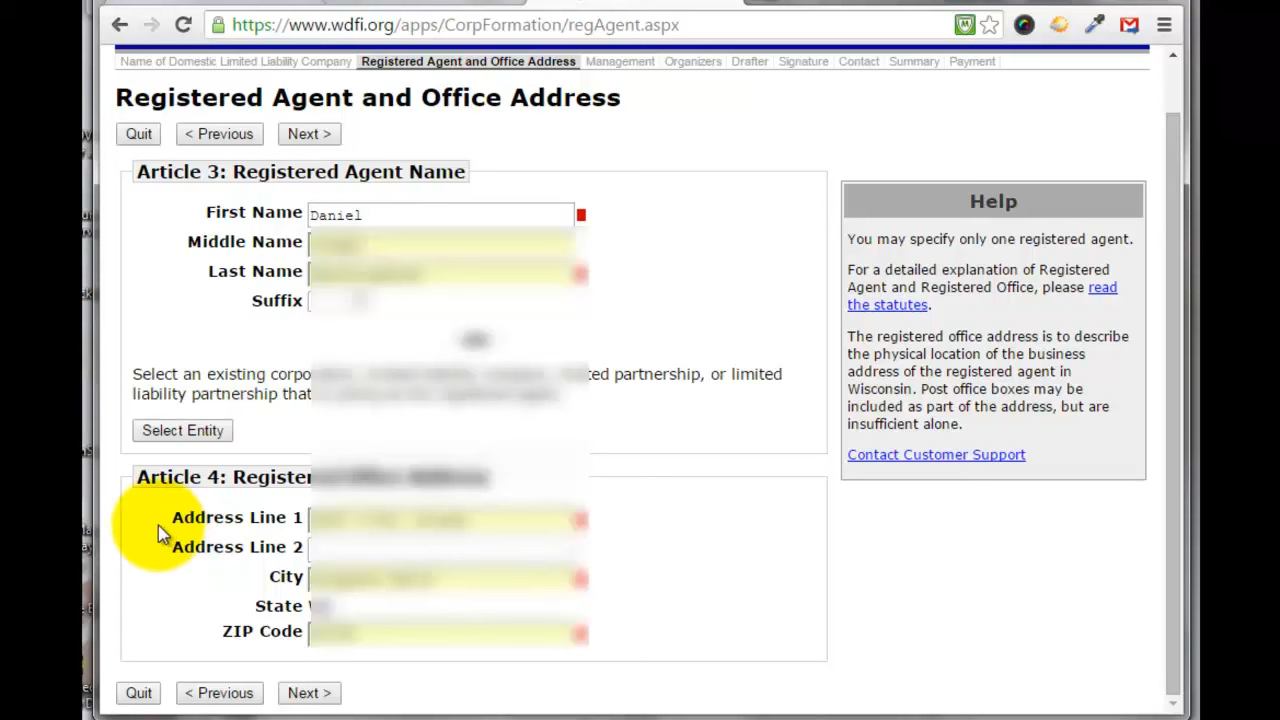 https://www.wdfi.org/apps/CorpFormation/regAgent.aspx
Name of Domestic Limited Liability Company Registered Agent and Office Address Management Organizers Drafter Signature Contact Summary Payment
Registered Agent and Office Address
Quit < Previous Next >
Article 3: Registered Agent Name
First Name Daniel
Middle Name
Last Name
Suffix
Select an existing partnership, or limited
liability partnership that
Select Entity
Article 4:
Address Line 1
Address Line 2
City
State
ZIP Code
Quit < Previous Next >
Help
You may specify only one registered agent.
For a detailed explanation of Registered
Agent and Registered Office, please read
the statutes.
The registered office address is to describe
the physical location of the business
address of the registered agent in
Wisconsin. Post office boxes may be
included as part of the address, but are
insufficient alone.
Contact Customer Support